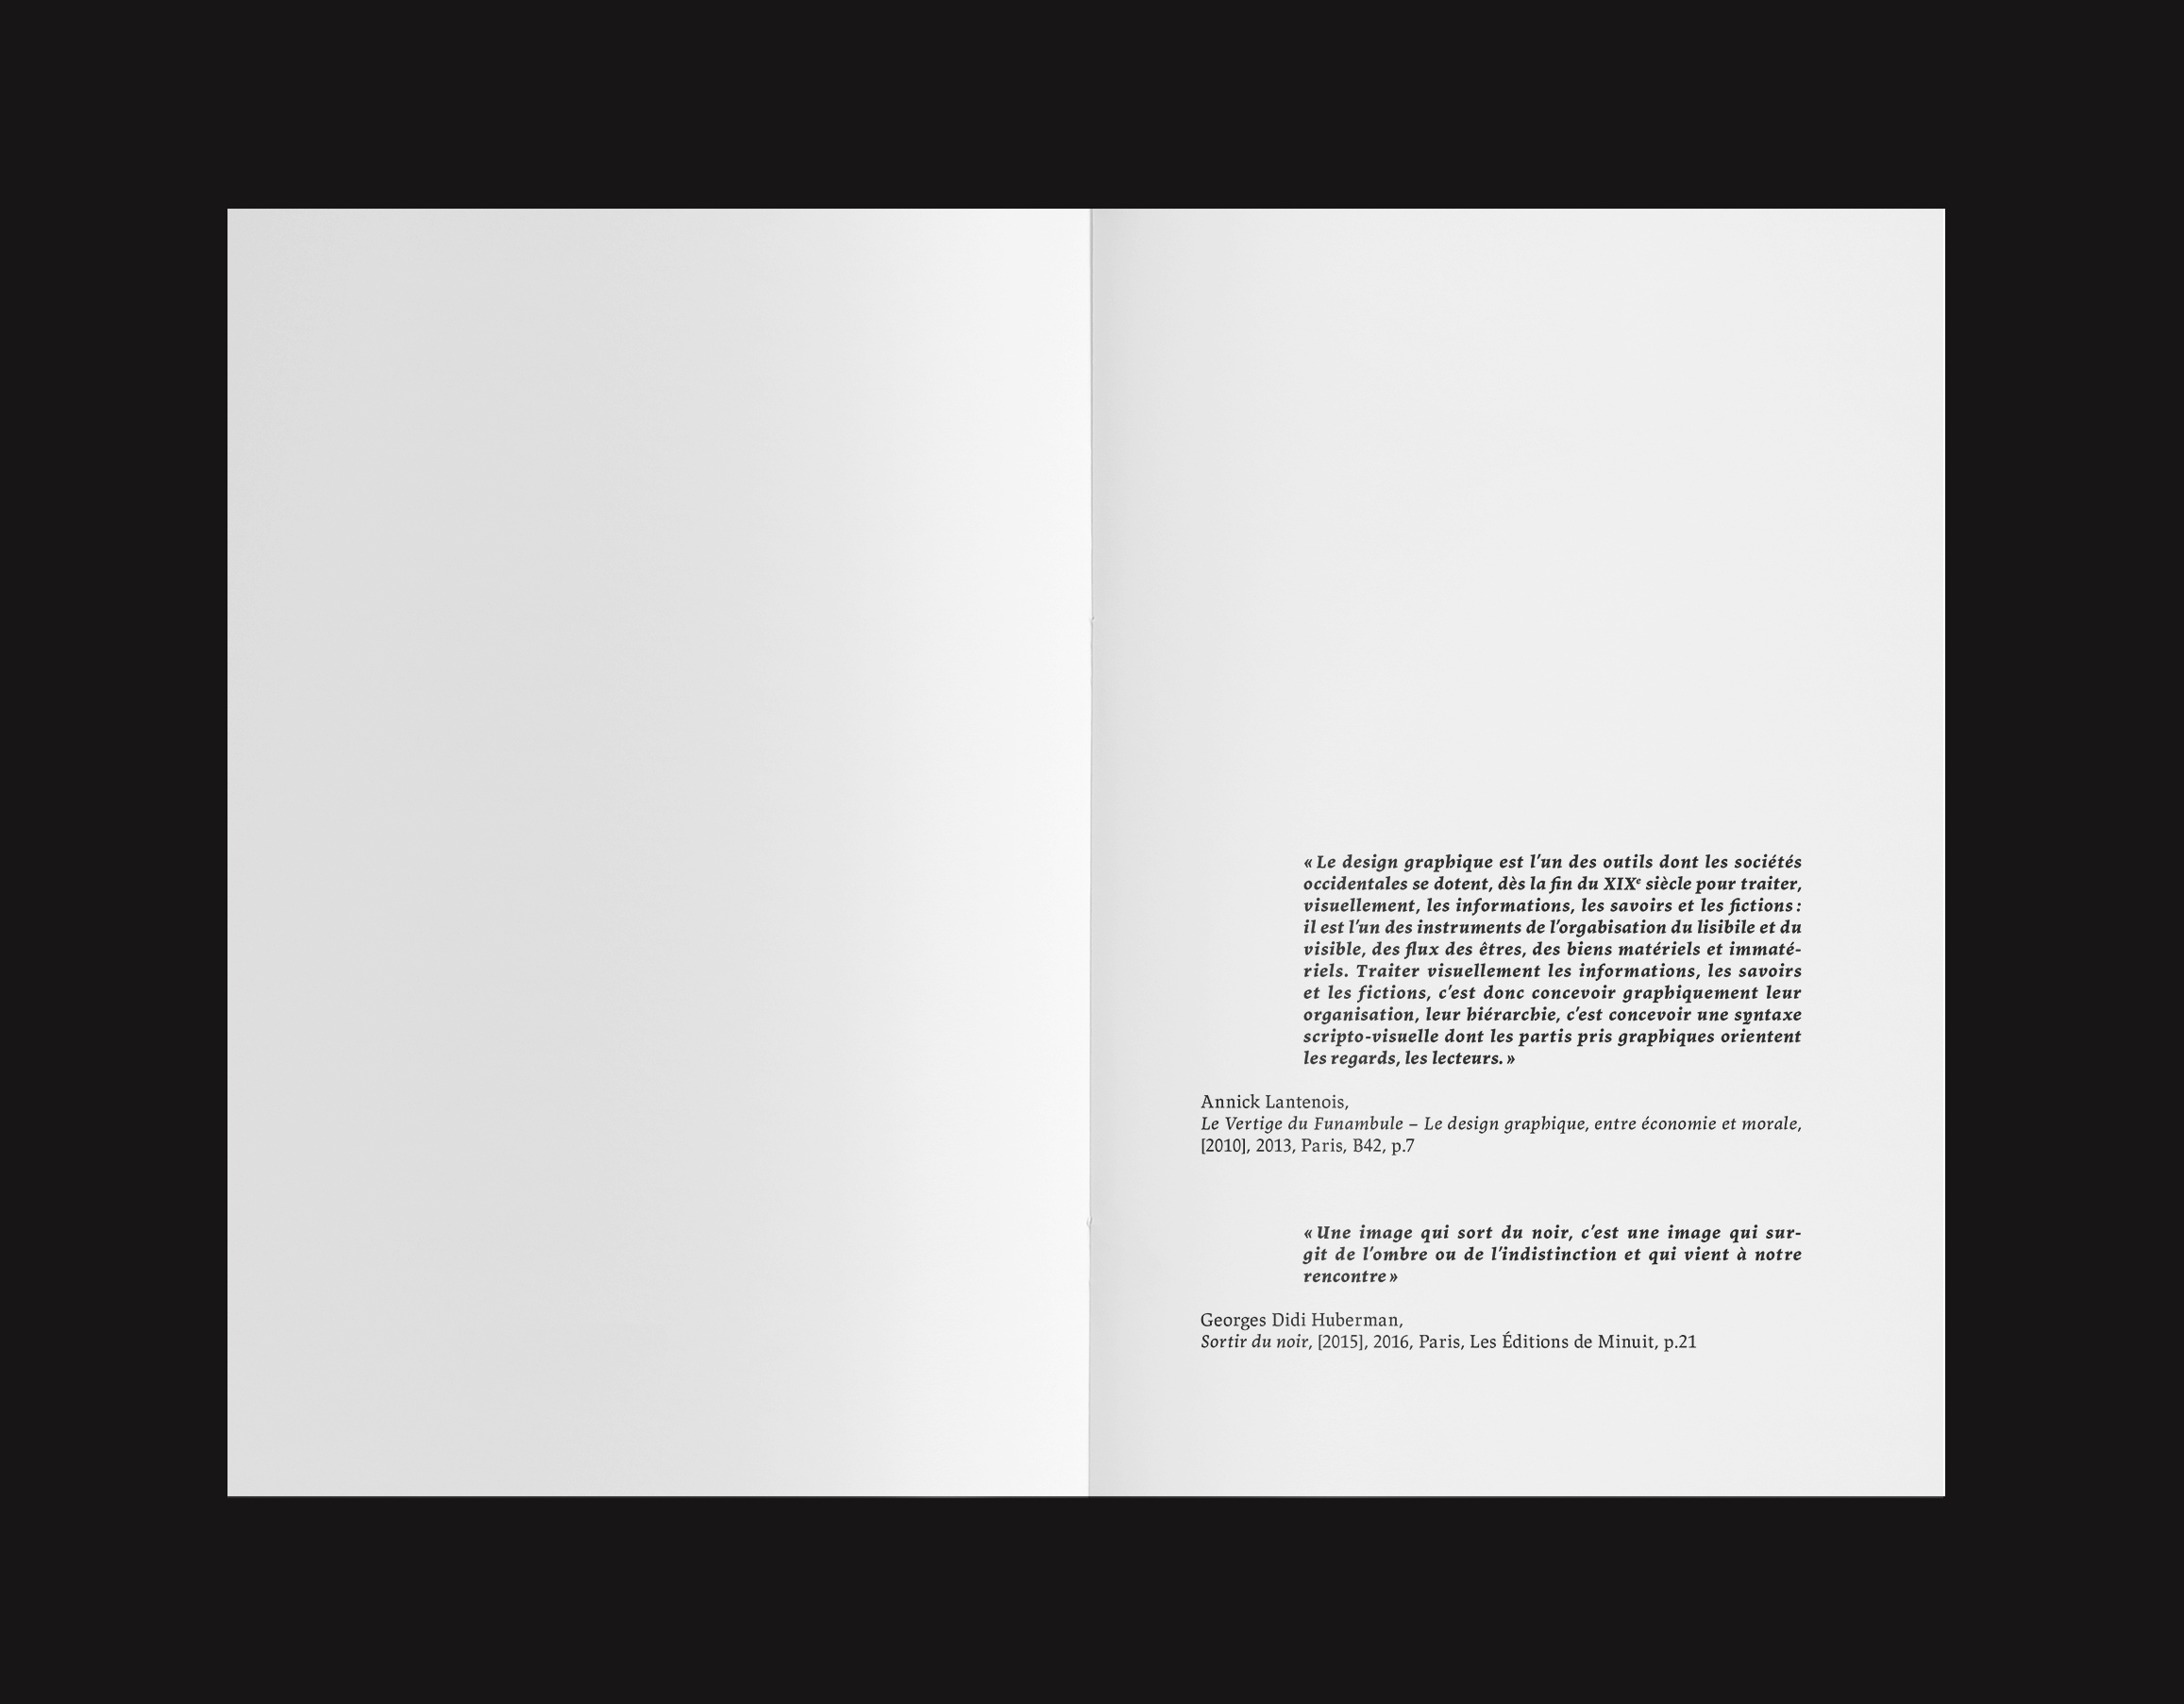 « Le design graphique est l’un des outils dont les sociétés
occidentales se dotent, dès la fin du XIXᵉ siècle pour traiter,
visuellement, les informations, les savoirs et les fictions :
il est l’un des instruments de l’orgabisation du lisibile et du
visible, des flux des êtres, des biens matériels et immaté-
riels. Traiter visuellement les informations, les savoirs
et les fictions, c’est donc concevoir graphiquement leur
organisation, leur hiérarchie, c’est concevoir une syntaxe
scripto-visuelle dont les partis pris graphiques orientent
les regards, les lecteurs. »
Annick Lantenois,
Le Vertige du Funambule – Le design graphique, entre économie et morale,
[2010], 2013, Paris, B42, p.7
« Une image qui sort du noir, c’est une image qui sur-
git de l’ombre ou de l’indistinction et qui vient à notre
rencontre »
Georges Didi Huberman,
Sortir du noir, [2015], 2016, Paris, Les Éditions de Minuit, p.21